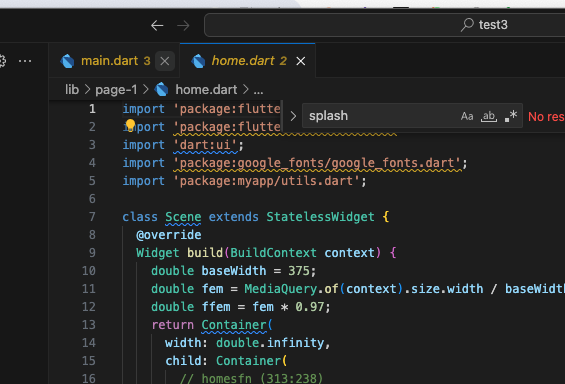 test3
main.dart 3
home.dart 2
lib > page-1 > home.dart > ...
splash
Aa ab .*
No res
1 import 'package:flutte
2 import 'package:flutte
3 import 'dart:ui';
4 import 'package:google_fonts/google_fonts.dart';
5 import 'package:myapp/utils.dart';
6
7 class Scene extends StatelessWidget {
8 @override
9 Widget build(BuildContext context) {
10 double baseWidth = 375;
11 double fem = MediaQuery.of(context).size.width / baseWidth
12 double ffem = fem * 0.97;
13 return Container(
14 width: double.infinity,
15 child: Container(
16 // homesfn (313:238)